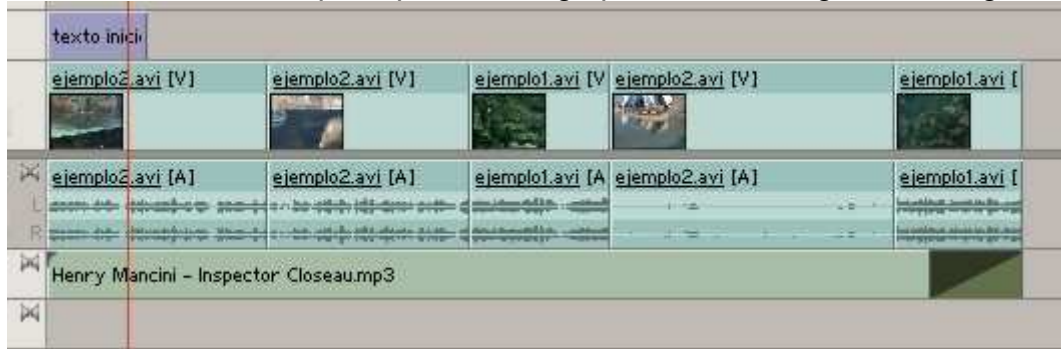 texto inici
ejemplo2.avi [V] ejemplo2.avi [V] ejemplo1.avi [V ejemplo2.avi [V] ejemplo1.avi [
ejemplo2.avi [A] ejemplo2.avi [A] ejemplo1.avi [A ejemplo2.avi [A] ejemplo1.avi [
L
R
Henry Mancini - Inspector Closeau.mp3